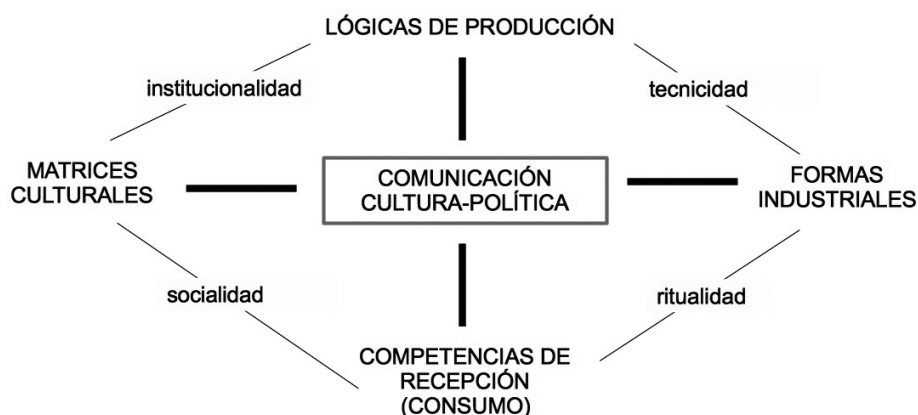 LÓGICAS DE PRODUCCIÓN
institucionalidad
tecnicidad
MATRICES
CULTURALES
COMUNICACIÓN
CULTURA-POLÍTICA
FORMAS
INDUSTRIALES
socialidad
ritualidad
COMPETENCIAS DE
RECEPCIÓN
(CONSUMO)